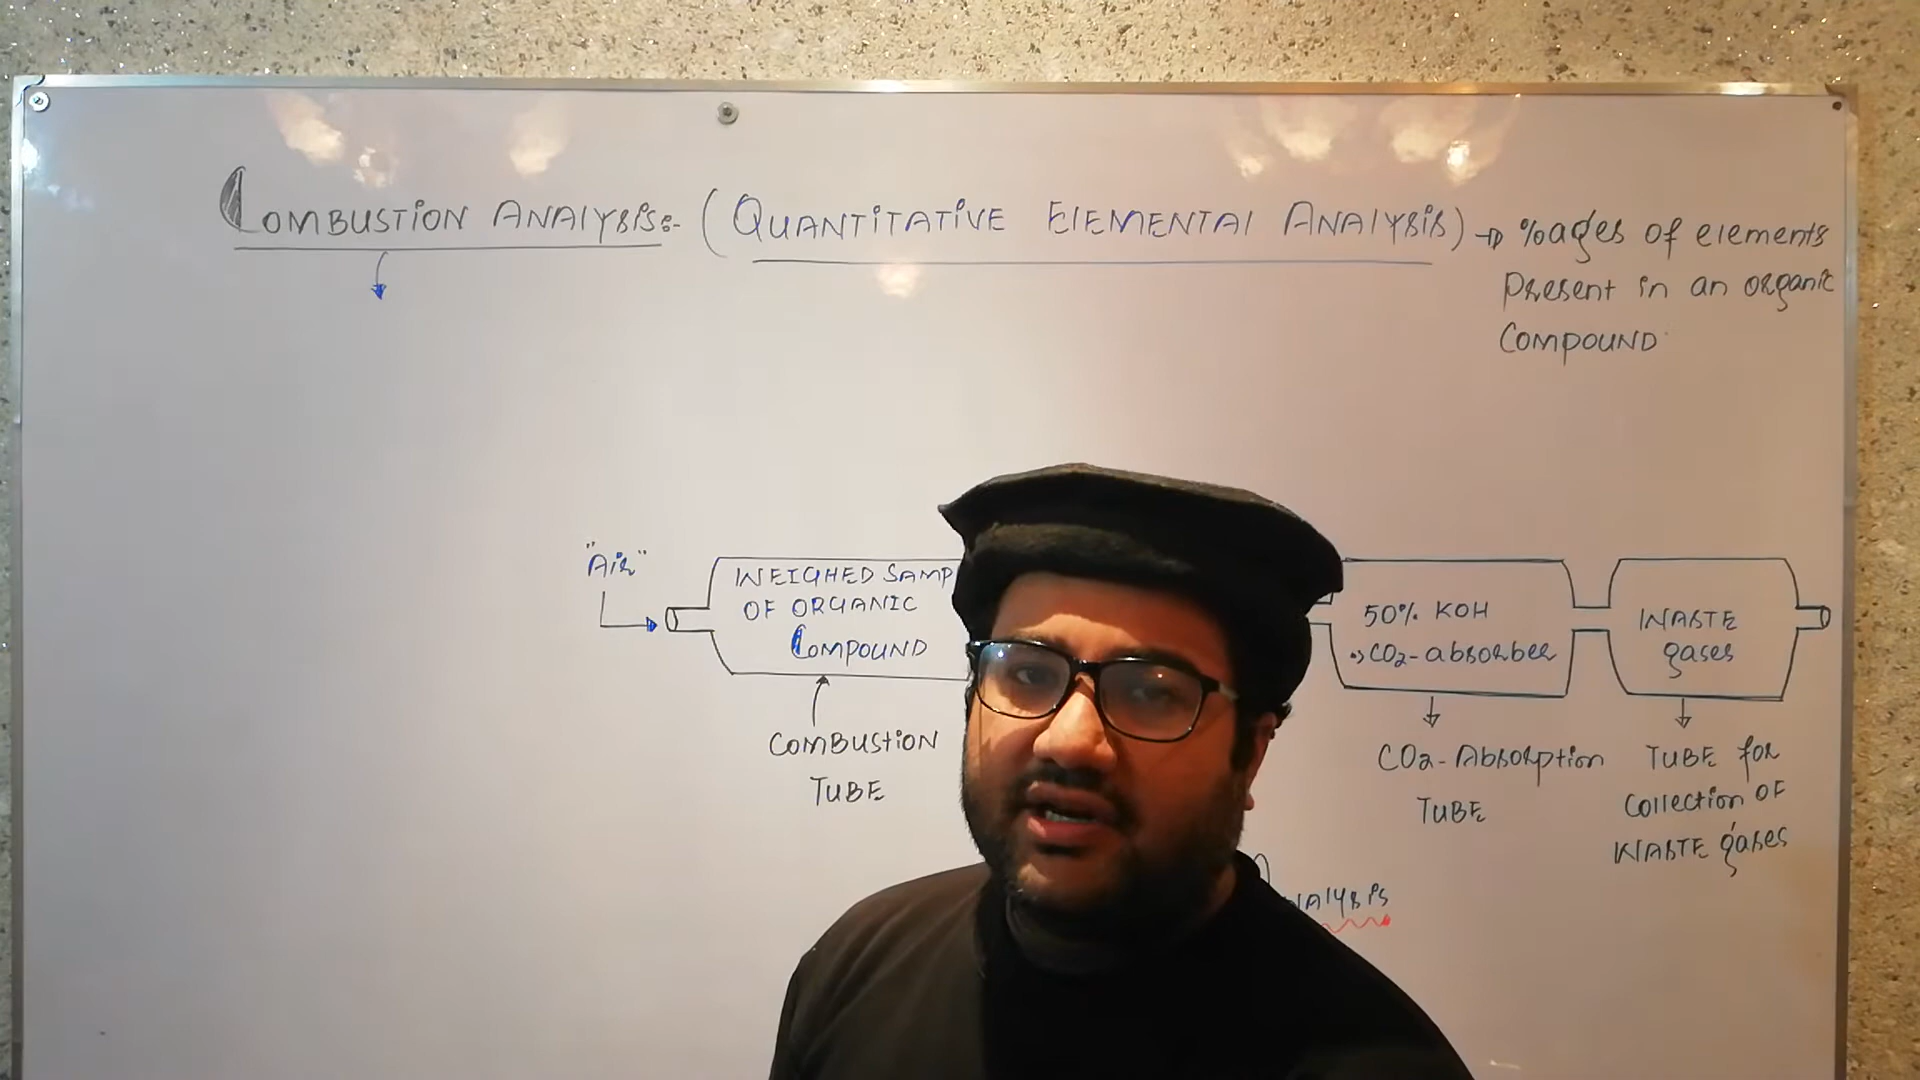 COMBUSTION ANALYSIS:- (QUANTITATIVE ELEMENTAL ANALYSIS) → %ages of elements
Present in an organic
COMPOUND
"Air"
WEIGHED SAMP
OF ORGANIC
COMPOUND
COMBUSTION
TUBE
50% KOH
CO2-absorber
CO2-Absorption
TUBE
WASTE
gases
TUBE for
Collection OF
WASTE gases
nalysis